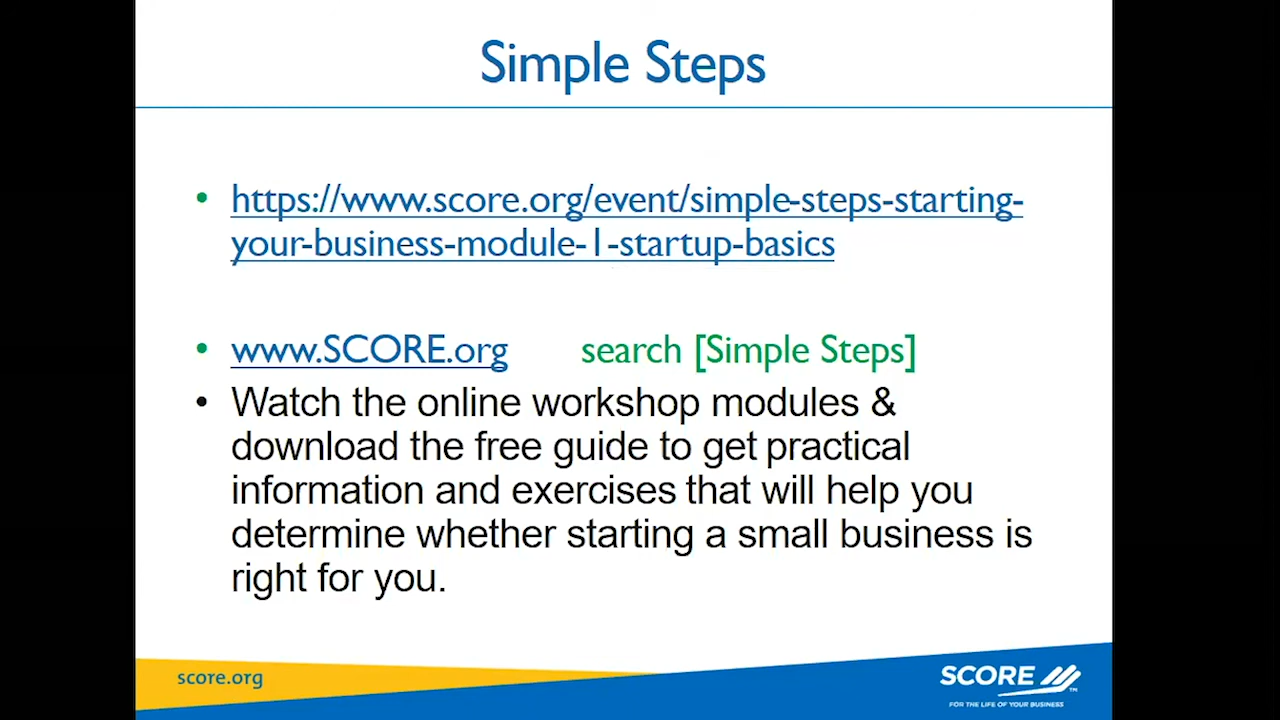 Simple Steps
• https://www.score.org/event/simple-steps-starting-
your-business-module-1-startup-basics
• www.SCORE.org search [Simple Steps]
• Watch the online workshop modules &
download the free guide to get practical
information and exercises that will help you
determine whether starting a small business is
right for you.
score.org
SCORE
TM
FOR THE LIFE OF YOUR BUSINESS